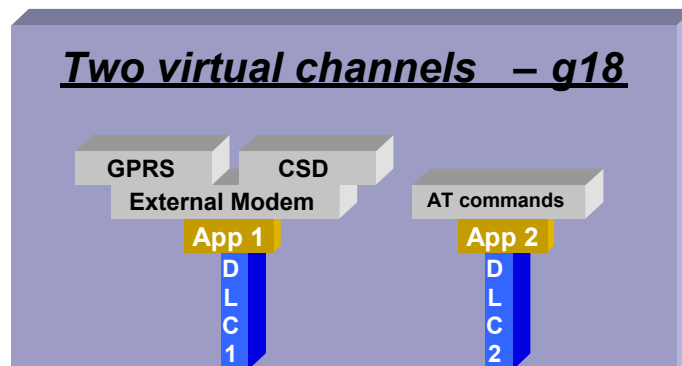 Two virtual channels – g18
GPRS CSD
External Modem AT commands
App 1 App 2
D D
L L
C C
1 2